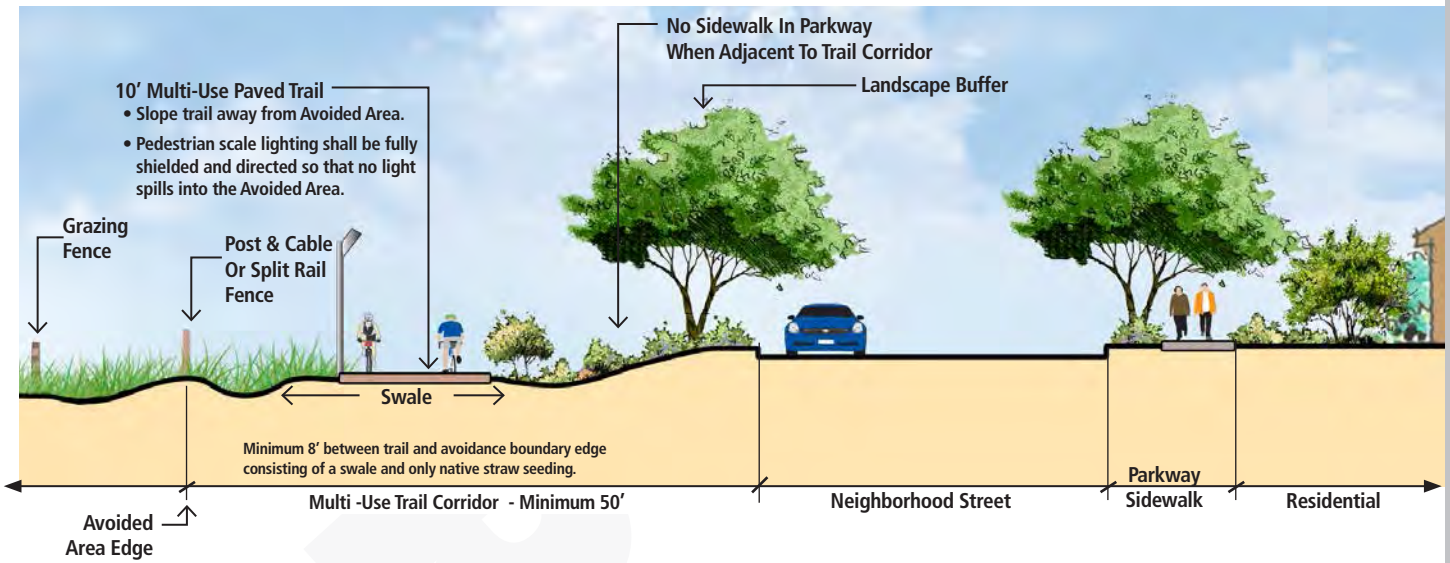 No Sidewalk In Parkway
When Adjacent To Trail Corridor
Landscape Buffer
10’ Multi-Use Paved Trail
• Slope trail away from Avoided Area.
• Pedestrian scale lighting shall be fully
shielded and directed so that no light
spills into the Avoided Area.
Grazing
Fence
Post & Cable
Or Split Rail
Fence
Swale
Minimum 8’ between trail and avoidance boundary edge
consisting of a swale and only native straw seeding.
Multi -Use Trail Corridor - Minimum 50’
Neighborhood Street
Parkway
Sidewalk
Residential
Avoided
Area Edge